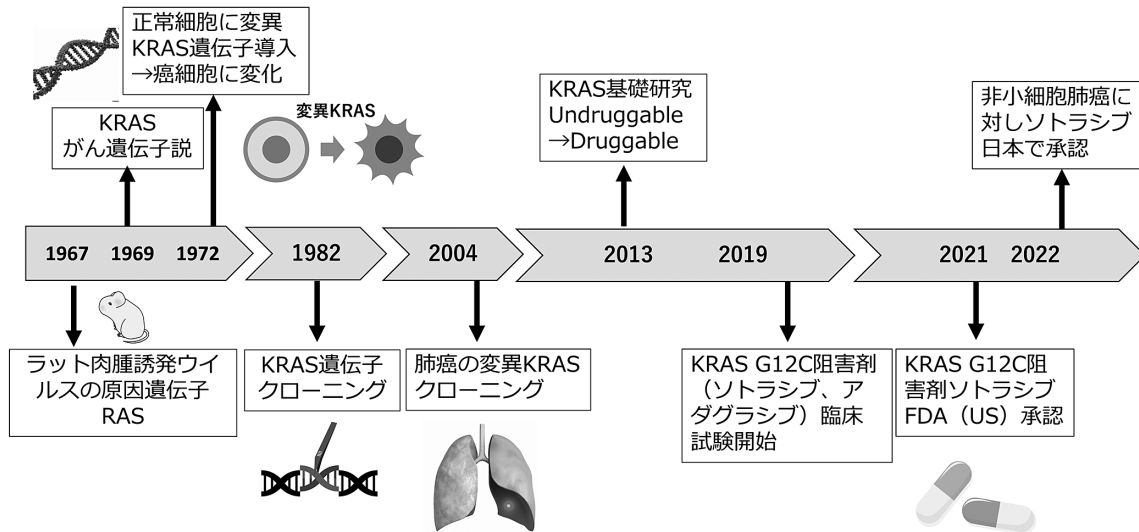 正常細胞に変異
KRAS遺伝子導入
→癌細胞に変化
KRAS
がん遺伝子説
変異KRAS
KRAS基礎研究
Undruggable
→Druggable
非小細胞肺癌に
対しソトラシブ
日本で承認
1967 1969 1972 1982 2004 2013 2019 2021 2022
ラット肉腫誘発ウイ
ルスの原因遺伝子
RAS
KRAS遺伝子
クローニング
肺癌の変異KRAS
クローニング
KRAS G12C阻害剤
(ソトラシブ、ア
ダグラシブ)臨床
試験開始
KRAS G12C阻
害剤ソトラシブ
FDA(US)承認